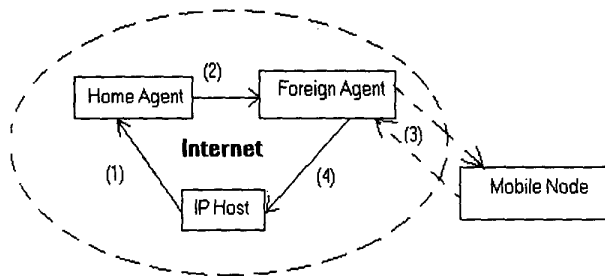 (2)
Home Agent
Foreign Agent
(3)
Internet
(1)
(4)
Mobile Node
IP Host